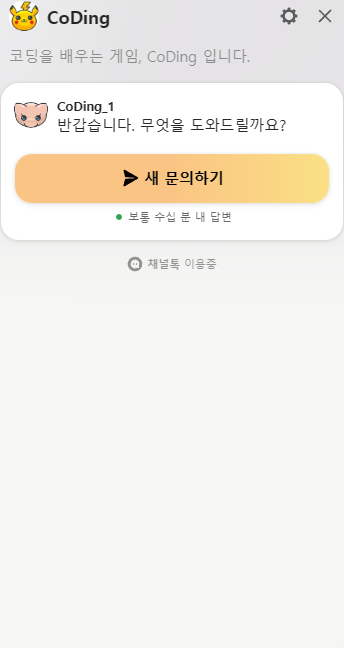 CoDing
코딩을 배우는 게임, CoDing 입니다.
CoDing_1
반갑습니다. 무엇을 도와드릴까요?
새 문의하기
보통 수십 분 내 답변
채널톡 이용중